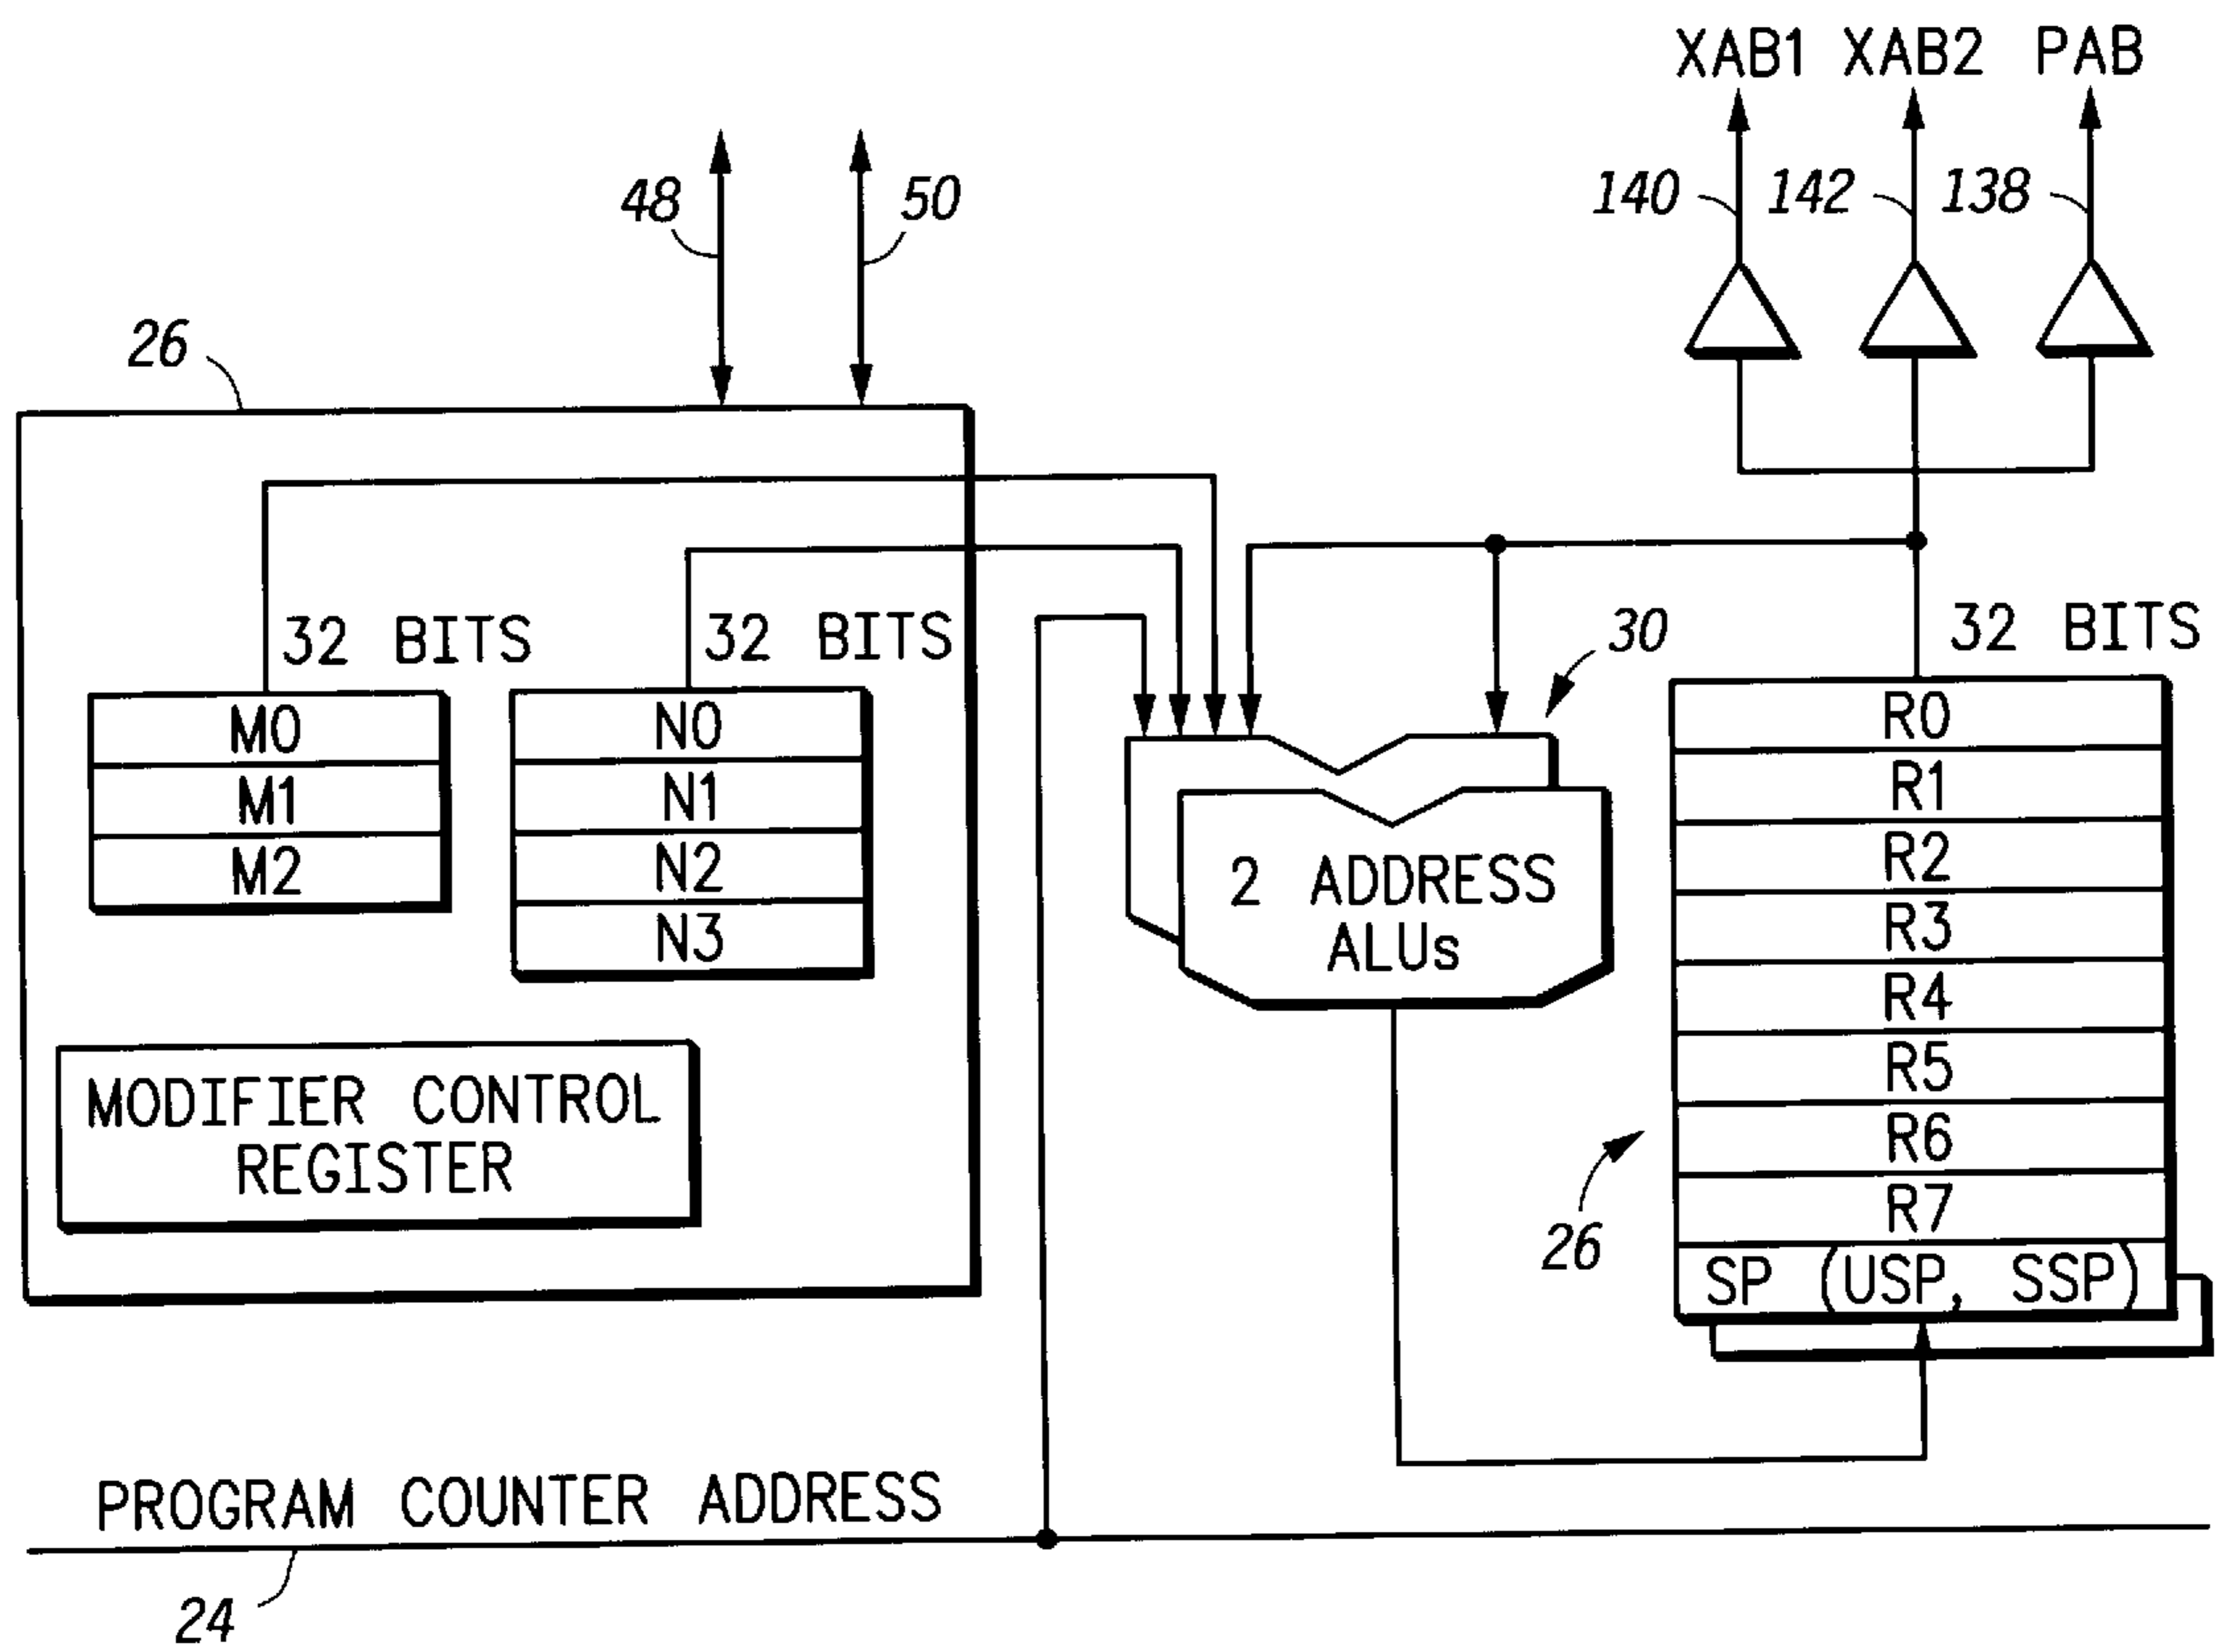 XAB1 XAB2 PAB
140 142 138
48 50
26
32 BITS 32 BITS
30
32 BITS
M0
M1
M2
N0
N1
N2
N3
R0
R1
R2
R3
R4
R5
R6
R7
SP (USP, SSP)
2 ADDRESS
ALUs
MODIFIER CONTROL
REGISTER
26
PROGRAM COUNTER ADDRESS
24